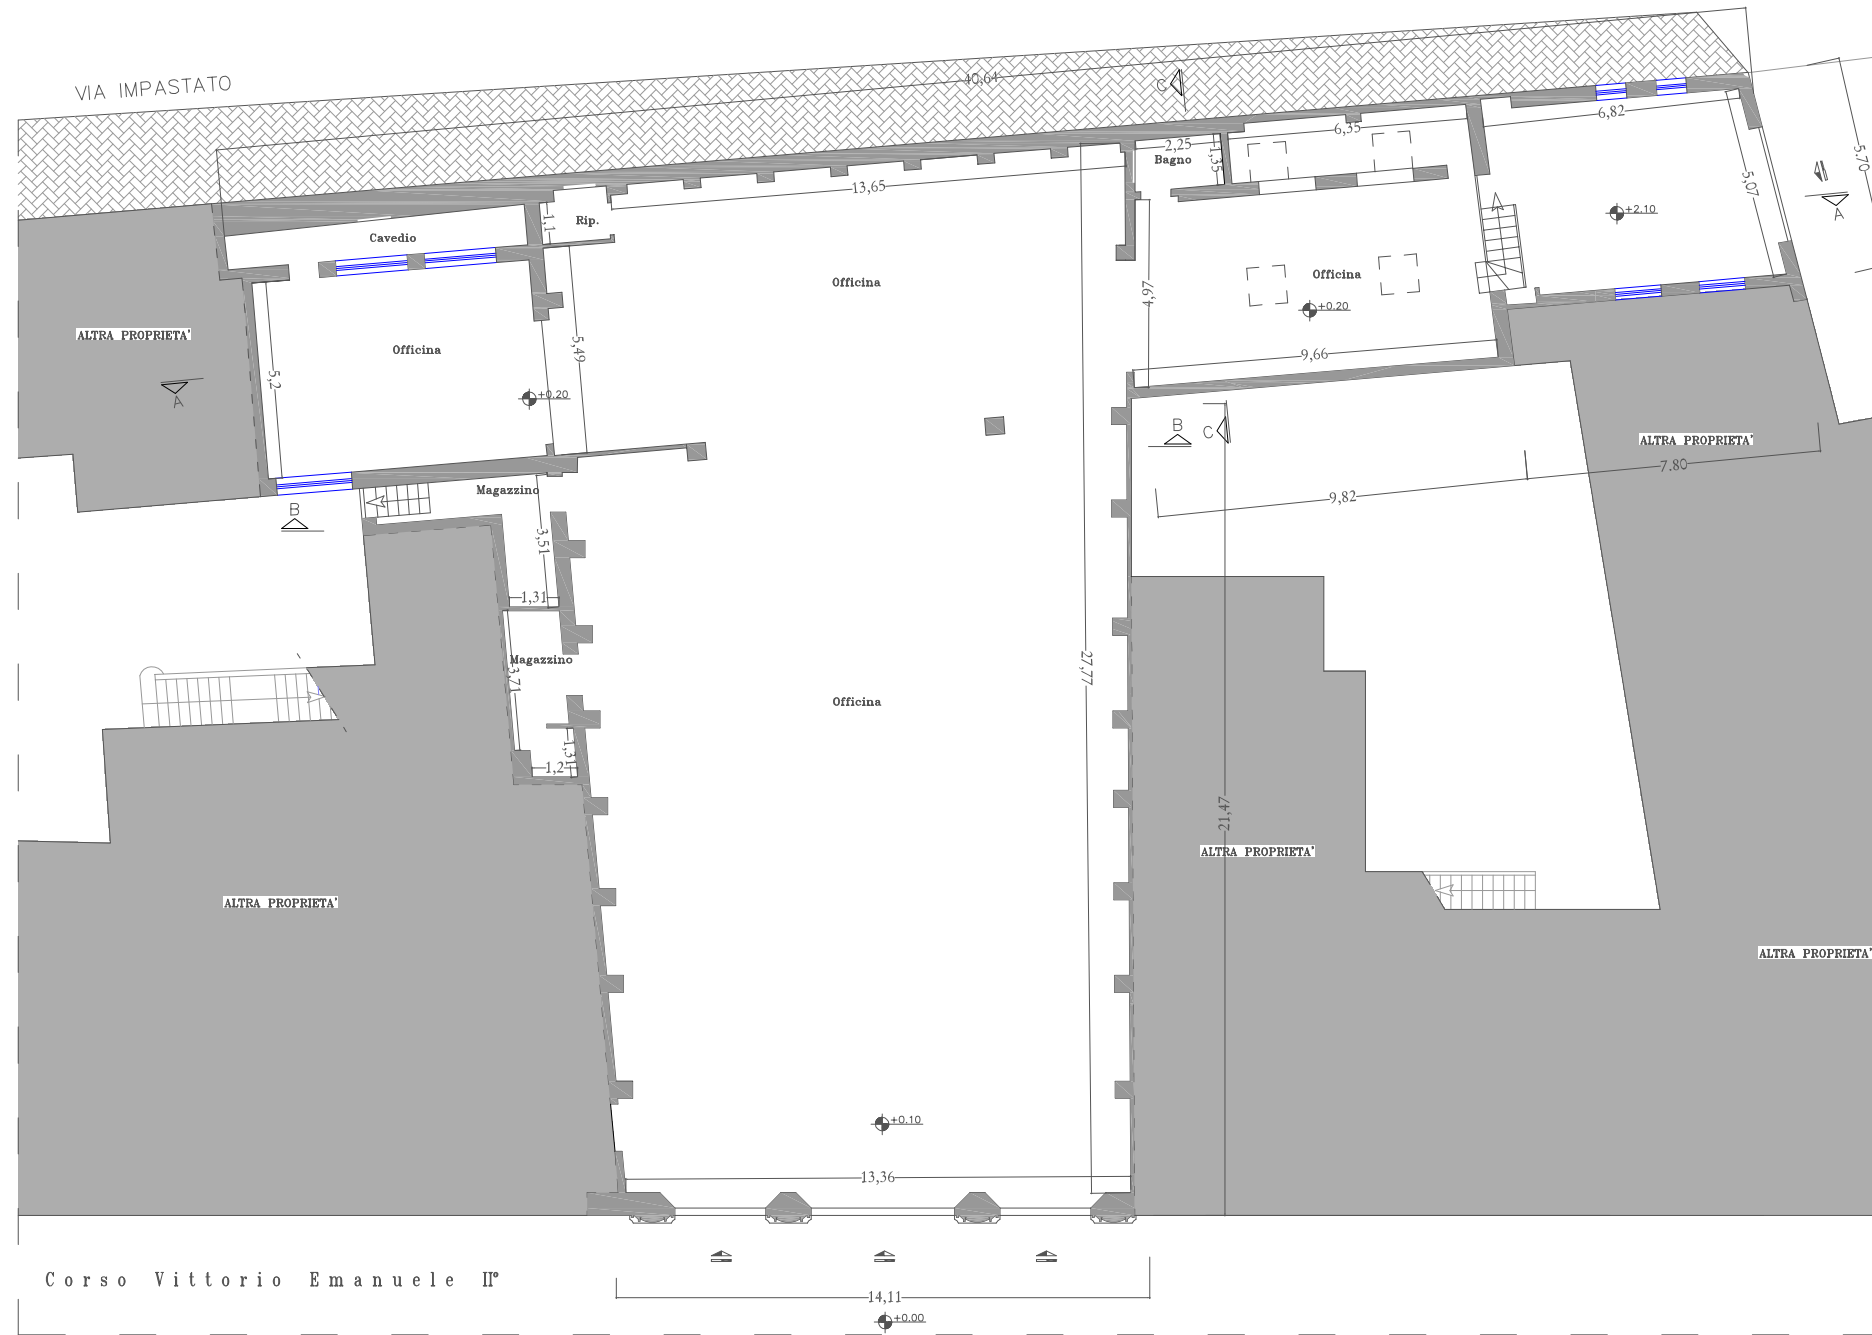 VIA IMPASTATO
40,64
C
6,82
6,35
2,25
1,35
Bagno
13,65
5.70
5,07
A
+2.10
1,1
Rip.
Cavedio
Officina
Officina
+0.20
4,97
ALTRA PROPRIETA'
Officina
5,49
9,66
5,2
+0.20
A
B
C
ALTRA PROPRIETA'
7.80
9,82
Magazzino
B
3,51
1,31
Magazzino
3,71
27,77
Officina
1,31
1,2
21,47
ALTRA PROPRIETA'
ALTRA PROPRIETA'
ALTRA PROPRIETA'
+0.10
13,36
Corso Vittorio Emanuele II°
14,11
+0.00